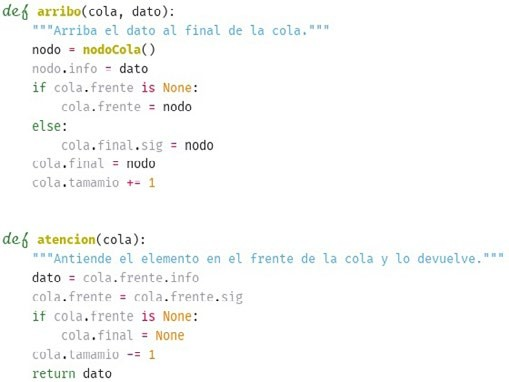 def arribo(cola, dato):
    """Arriba el dato al final de la cola."""
    nodo = nodoCola()
    nodo.info = dato
    if cola.frente is None:
        cola.frente = nodo
    else:
        cola.final.sig = nodo
    cola.final = nodo
    cola.tamamio += 1
def atencion(cola):
    """Antiende el elemento en el frente de la cola y lo devuelve."""
    dato = cola.frente.info
    cola.frente = cola.frente.sig
    if cola.frente is None:
        cola.final = None
    cola.tamamio -= 1
    return dato